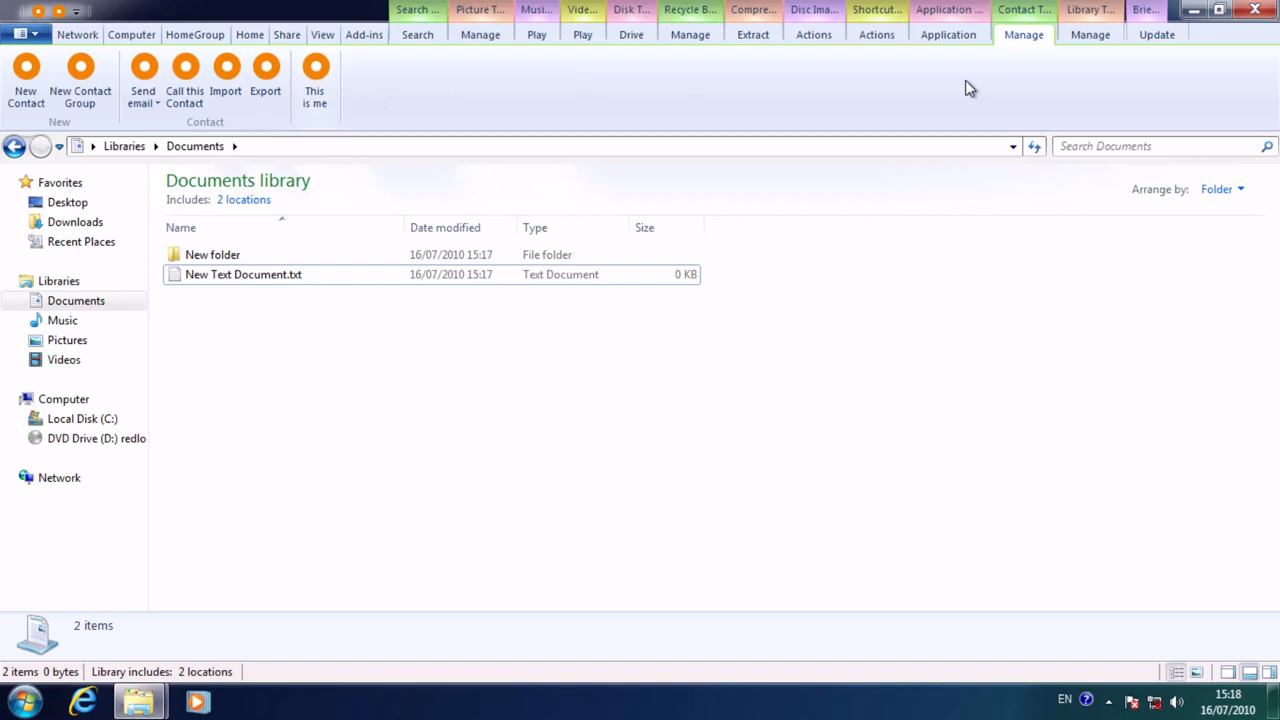 Search ... Picture T... Musi... Vide... Disk T... Recycle B... Compre... Disc Ima... Shortcut... Application ... Contact T... Library T... Brie...
Network Computer HomeGroup Home Share View Add-ins Search Manage Play Play Drive Manage Extract Actions Actions Application Manage Manage Update
New Contact
New Contact Group
Send email
Call this Contact
Import
Export
This is me
New
Contact
Libraries Documents
Search Documents
Documents library
Includes: 2 locations
Arrange by: Folder
Name Date modified Type Size
New folder 16/07/2010 15:17 File folder
New Text Document.txt 16/07/2010 15:17 Text Document 0 KB
Favorites
Desktop
Downloads
Recent Places
Libraries
Documents
Music
Pictures
Videos
Computer
Local Disk (C:)
DVD Drive (D:) redlo
Network
2 items
2 items 0 bytes Library includes: 2 locations
EN
15:18
16/07/2010